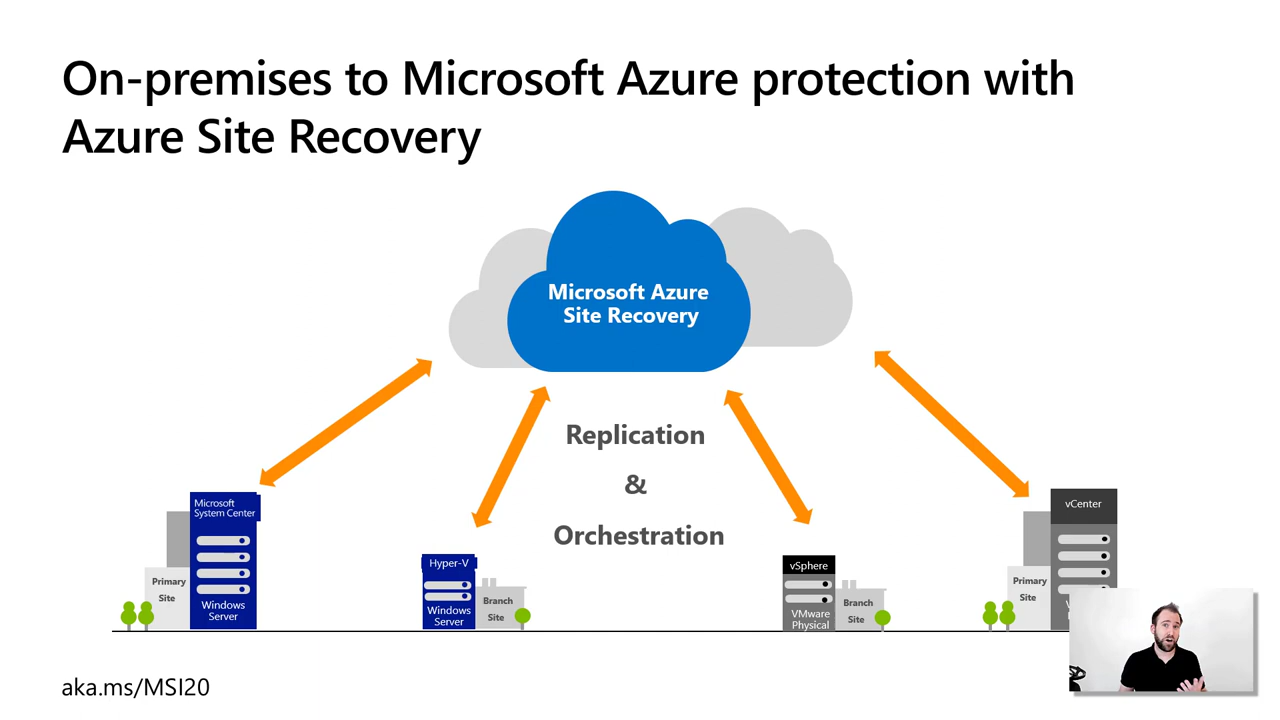 On-premises to Microsoft Azure protection with
Azure Site Recovery
Microsoft Azure
Site Recovery
Replication
&
Orchestration
Microsoft
System Center
Primary
Site
Windows
Server
Hyper-V
Windows
Server
Branch
Site
vSphere
VMware
Physical
Branch
Site
vCenter
Primary
Site
aka.ms/MSI20